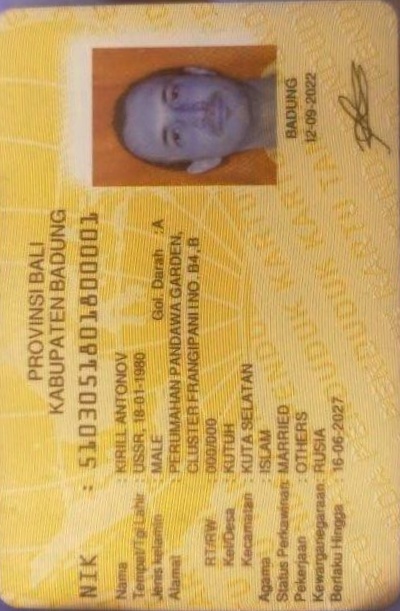 PROVINSI BALI
KABUPATEN BADUNG
NIK : 5103051801800001
Nama : KIRILL ANTONOV
Tempat/Tgl Lahir : USSR, 18-01-1980
Jenis kelamin : MALE Gol. Darah : A
Alamat : PERUMAHAN PANDAWA GARDEN,
CLUSTER FRANGIPANI I NO. B4, B
RT/RW : 000/000
Kel/Desa : KUTUH
Kecamatan : KUTA SELATAN
Agama : ISLAM
Status Perkawinan: MARRIED
Pekerjaan : OTHERS
Kewarganegaraan : RUSIA
Berlaku Hingga : 16-06-2027
BADUNG
12-09-2022